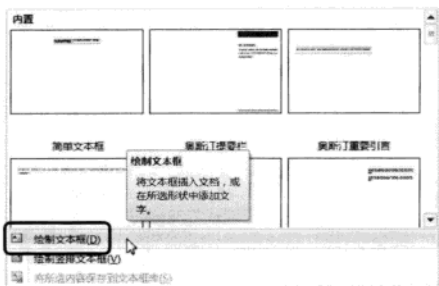 内置
简单文本框
奥斯汀提要栏
奥斯汀重要引言
绘制文本框
将文本框插入文档，或
在所选形状中添加文
字。
绘制文本框(D)
绘制竖排文本框(V)
将所选内容保存到文本框库(S)